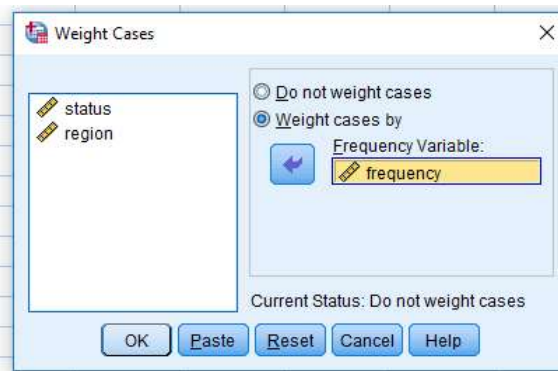 Weight Cases
status
region
Do not weight cases
Weight cases by
Frequency Variable:
frequency
Current Status: Do not weight cases
OK Paste Reset Cancel Help